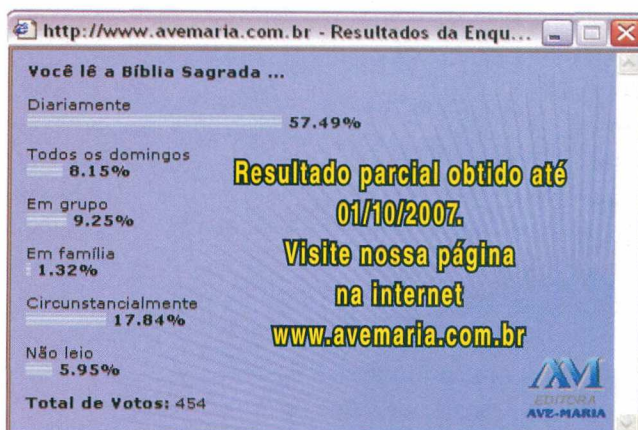 http://www.avemaria.com.br - Resultados da Enqu...
Você lê a Bíblia Sagrada ...
Diariamente
57.49%
Todos os domingos
8.15%
Em grupo
9.25%
Em família
1.32%
Circunstancialmente
17.84%
Não leio
5.95%
Total de Votos: 454
Resultado parcial obtido até
01/10/2007.
Visite nossa página
na internet
www.avemaria.com.br
AM
EDITORA
AVE-MARIA